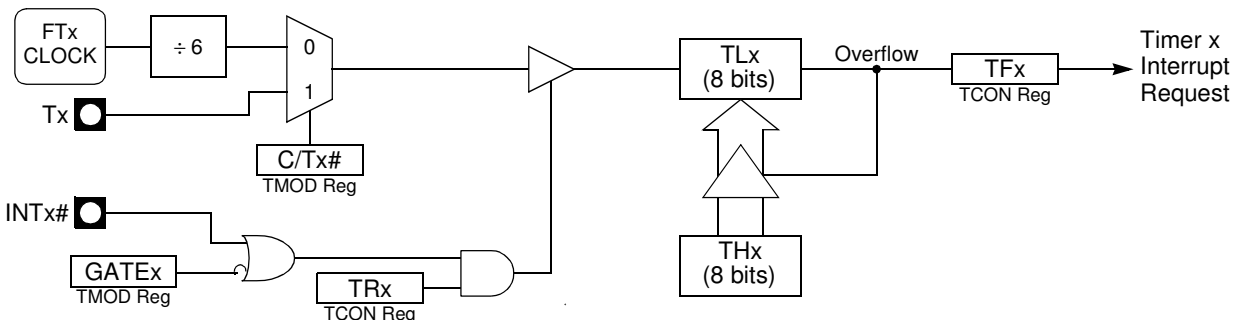 FTx
CLOCK
÷ 6
0
1
Tx
C/Tx#
TMOD Reg
INTx#
GATEx
TMOD Reg
TRx
TCON Reg
TLx
(8 bits)
Overflow
TFx
TCON Reg
Timer x
Interrupt
Request
THx
(8 bits)